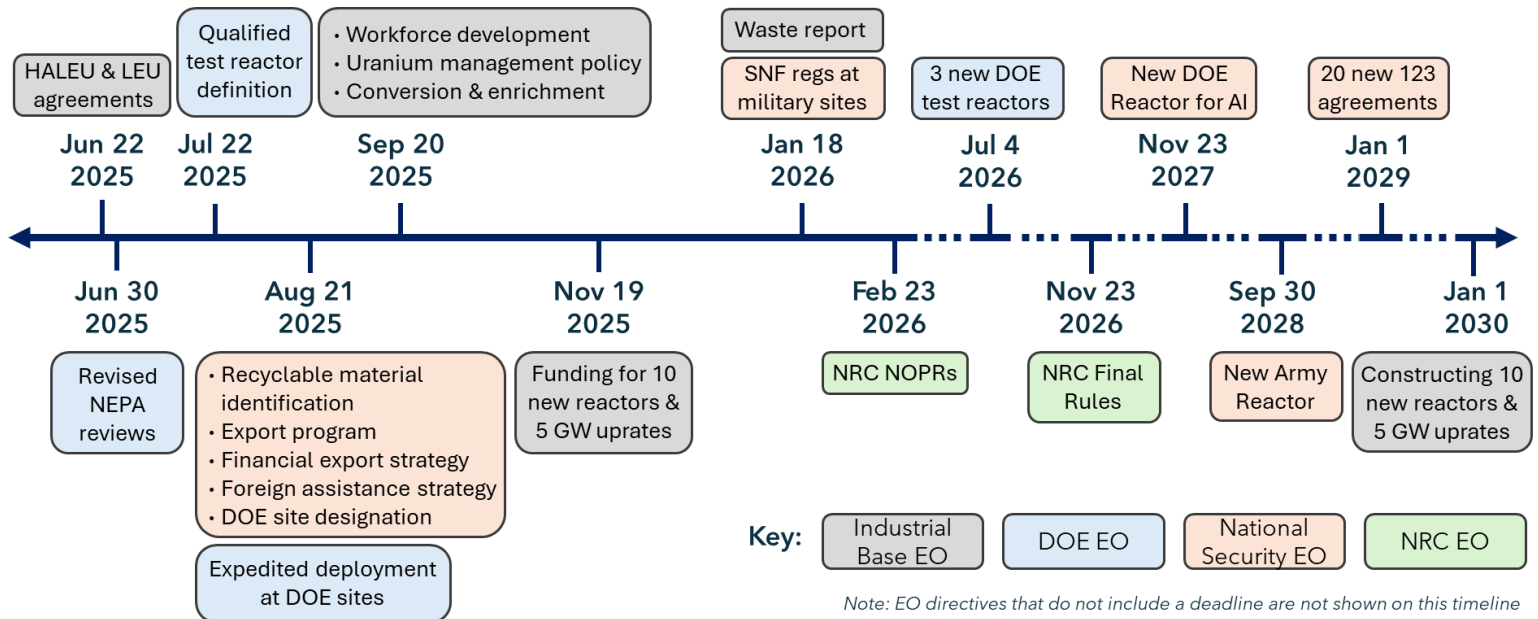 HALEU & LEU
agreements
Jun 22
2025
Qualified
test reactor
definition
Jul 22
2025
• Workforce development
• Uranium management policy
• Conversion & enrichment
Sep 20
2025
Waste report
SNF regs at
military sites
Jan 18
2026
3 new DOE
test reactors
Jul 4
2026
New DOE
Reactor for AI
Nov 23
2027
20 new 123
agreements
Jan 1
2029
Jun 30
2025
Revised
NEPA
reviews
Aug 21
2025
• Recyclable material
identification
• Export program
• Financial export strategy
• Foreign assistance strategy
• DOE site designation
Expedited deployment
at DOE sites
Nov 19
2025
Funding for 10
new reactors &
5 GW uprates
Feb 23
2026
NRC NOPRs
Nov 23
2026
NRC Final
Rules
Sep 30
2028
New Army
Reactor
Jan 1
2030
Constructing 10
new reactors &
5 GW uprates
Key:
Industrial
Base EO
DOE EO
National
Security EO
NRC EO
Note: EO directives that do not include a deadline are not shown on this timeline